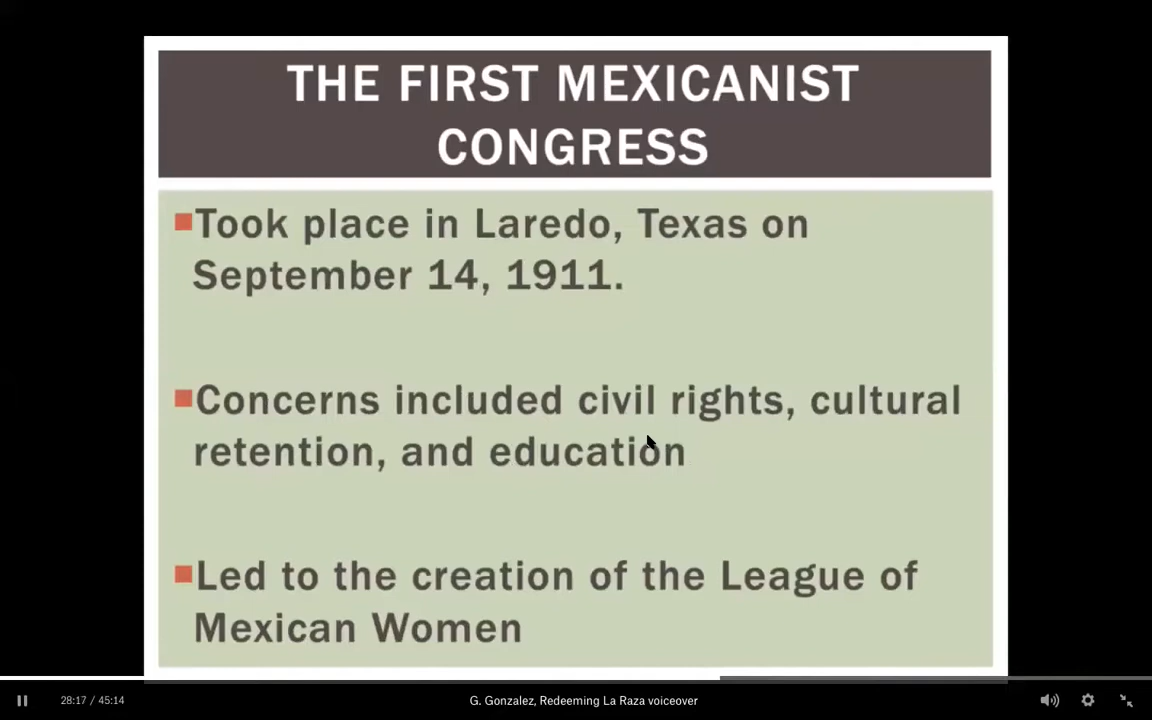 THE FIRST MEXICANIST
CONGRESS
Took place in Laredo, Texas on
September 14, 1911.
Concerns included civil rights, cultural
retention, and education
Led to the creation of the League of
Mexican Women
28:17 / 45:14
G. Gonzalez, Redeeming La Raza voiceover